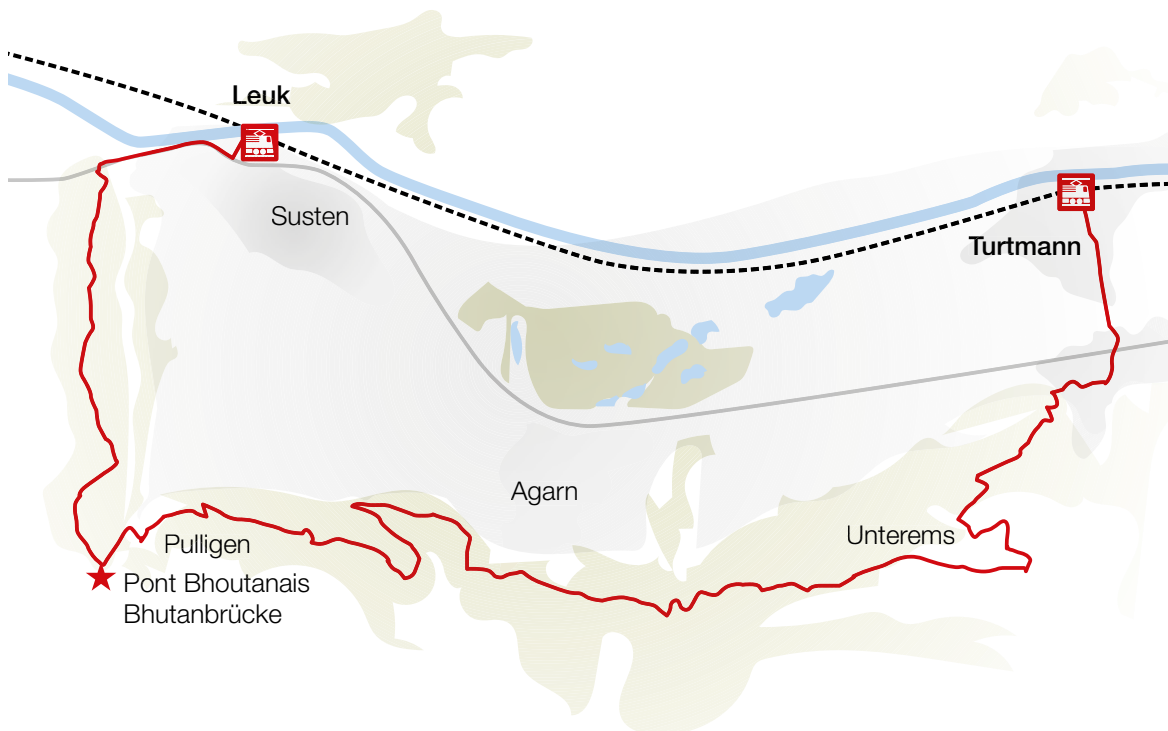 Leuk
Susten
Turtmann
Agarn
Unterems
Pulligen
Pont Bhoutanais
Bhutanbrücke